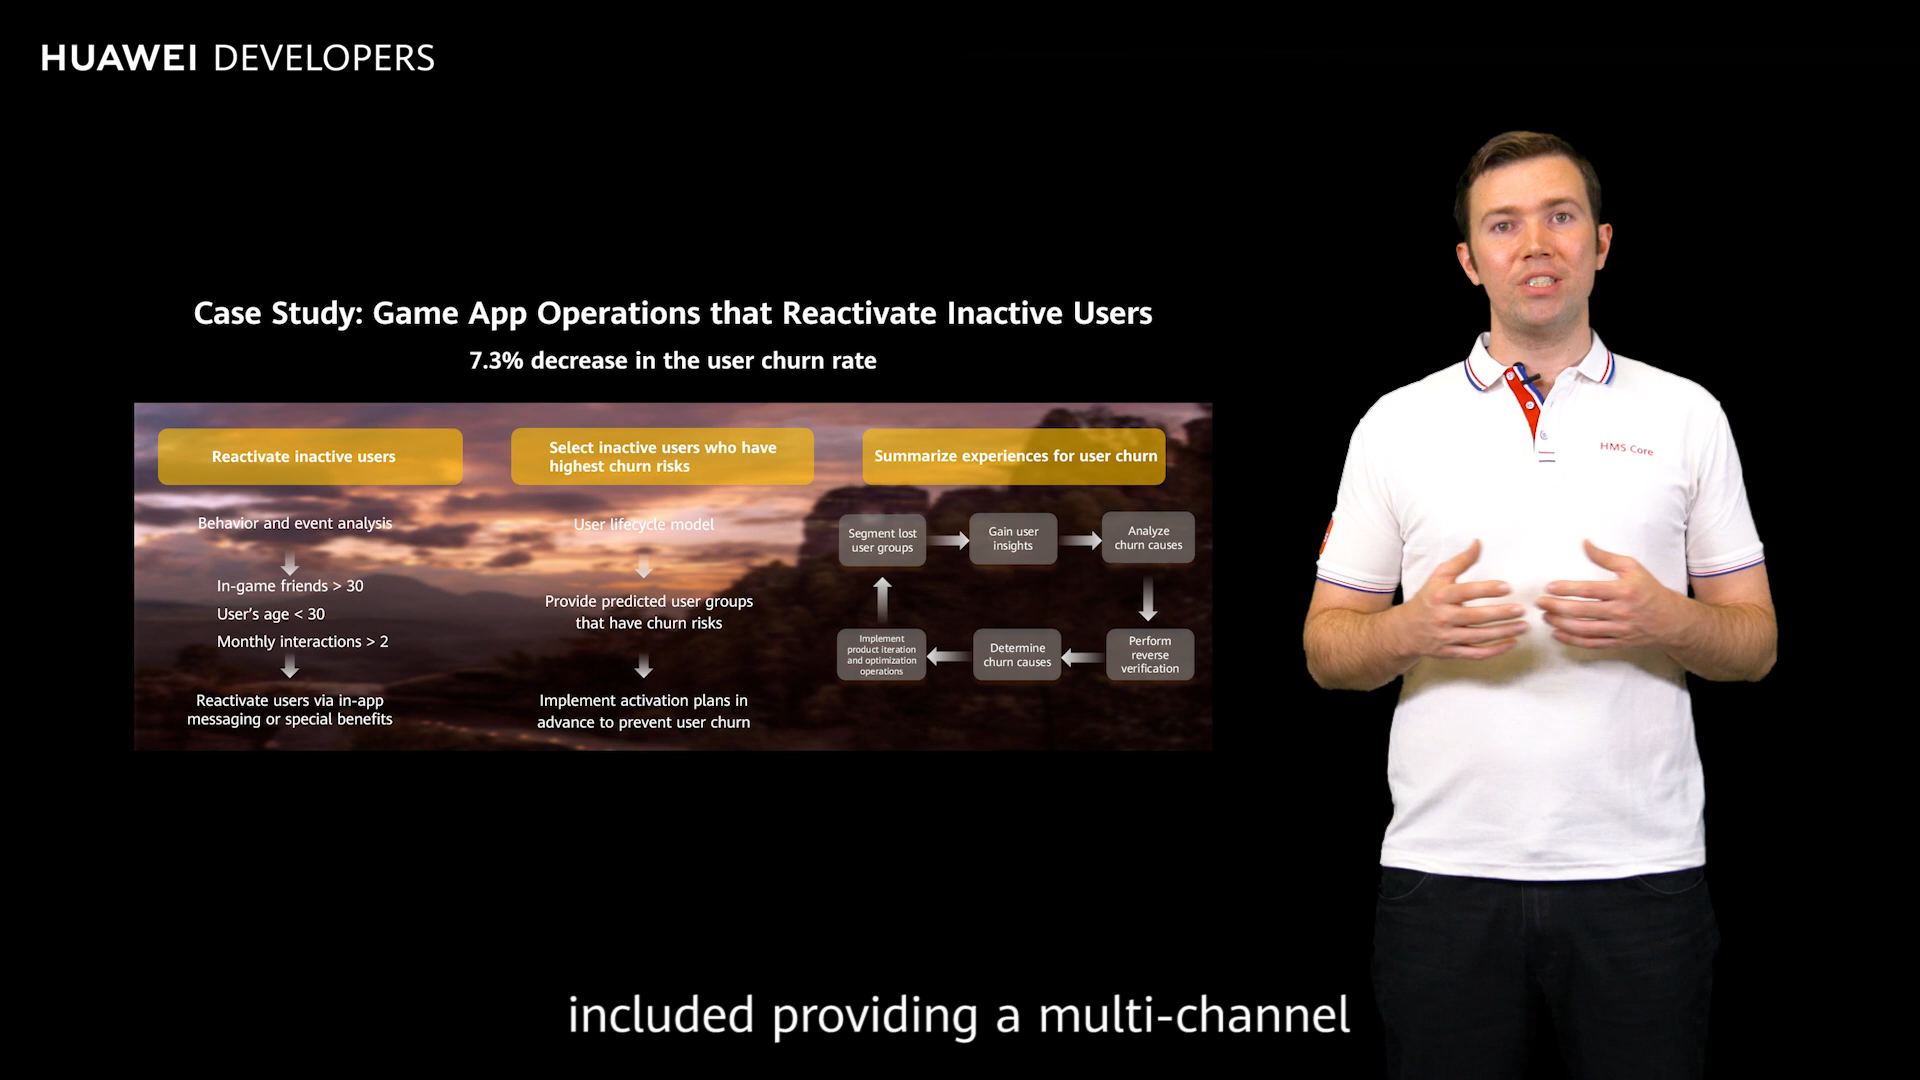 HUAWEI DEVELOPERS
Case Study: Game App Operations that Reactivate Inactive Users
7.3% decrease in the user churn rate
Reactivate inactive users
Behavior and event analysis
In-game friends > 30
User’s age < 30
Monthly interactions > 2
Reactivate users via in-app
messaging or special benefits
Select inactive users who have
highest churn risks
User lifecycle model
Provide predicted user groups
that have churn risks
Implement activation plans in
advance to prevent user churn
Summarize experiences for user churn
Segment lost
user groups
Gain user
insights
Analyze
churn causes
Perform
reverse
verification
Determine
churn causes
Implement
product iteration
and optimization
operations
HMS Core
included providing a multi-channel